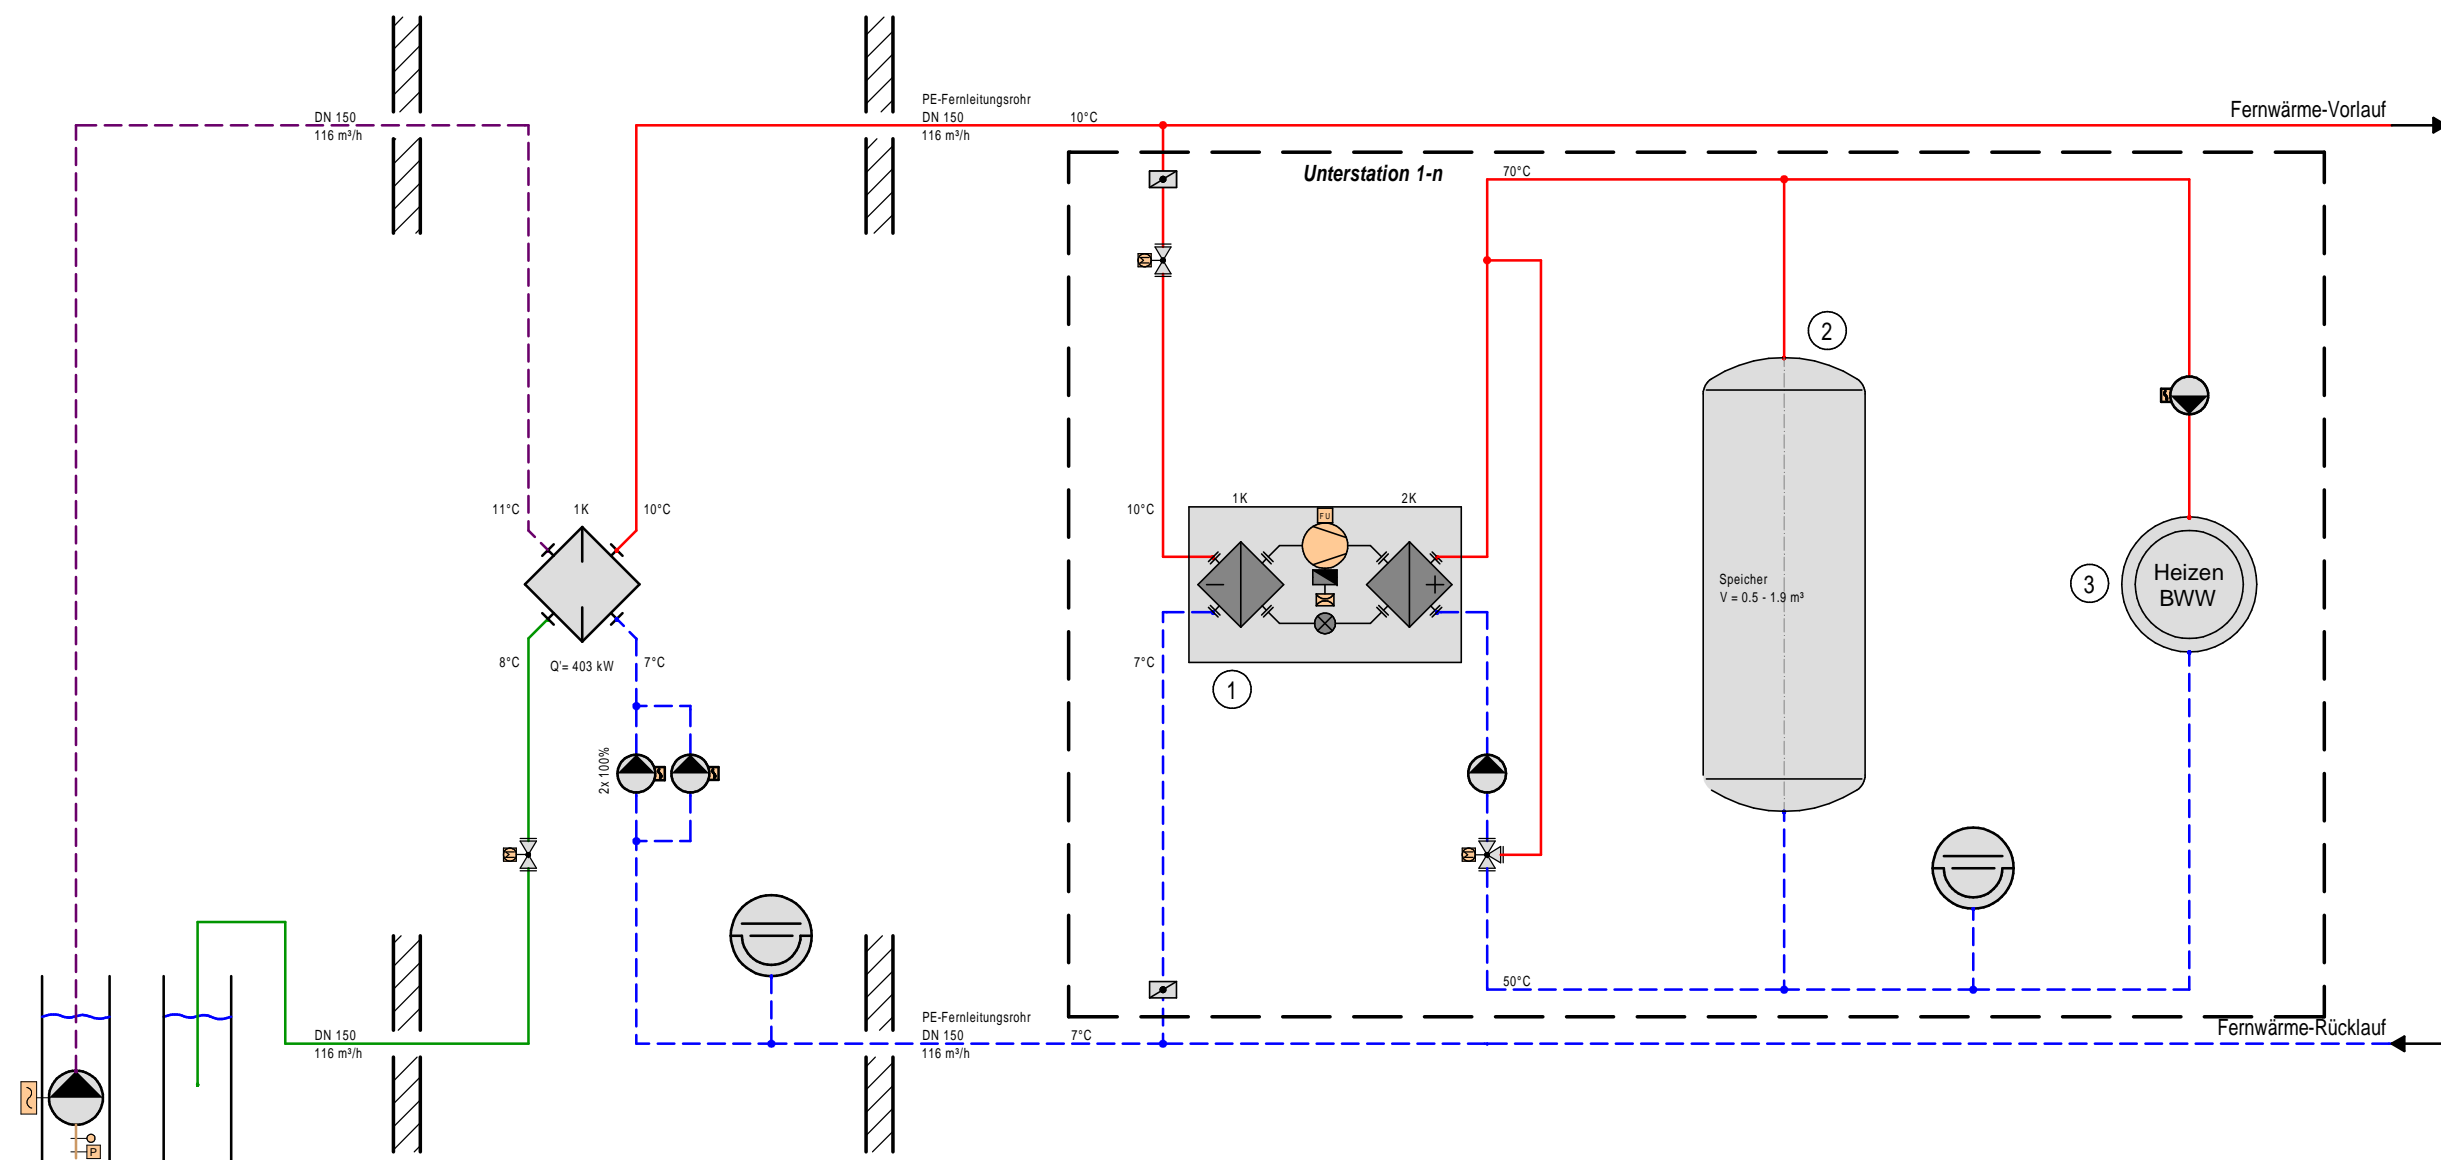 PE-Fernleitungsrohr
DN 150
116 m³/h
DN 150
116 m³/h
10°C
Fernwärme-Vorlauf
Unterstation 1-n
70°C
2
11°C
1K
10°C
10°C
1K
2K
FU
Speicher
V = 0.5 - 1.9 m³
3
Heizen
BWW
8°C
Q'= 403 kW
7°C
7°C
1
2x 100%
50°C
PE-Fernleitungsrohr
DN 150
116 m³/h
7°C
DN 150
116 m³/h
Fernwärme-Rücklauf
P